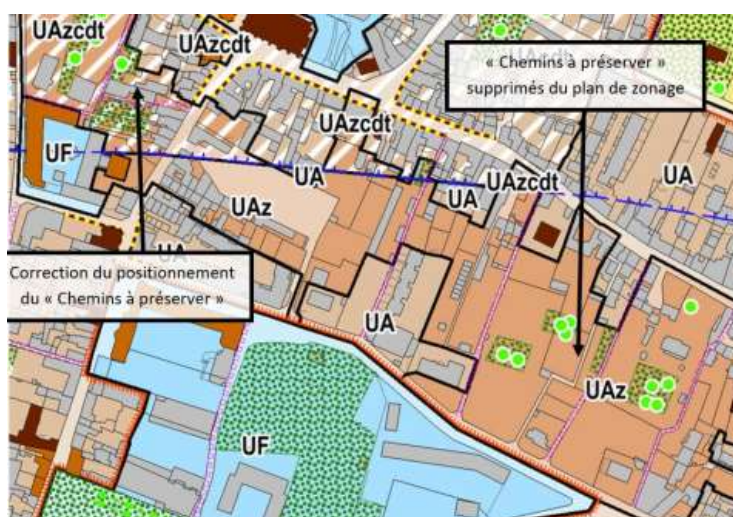 UAzcdt
UAzcdt
« Chemins à préserver »
supprimés du plan de zonage
UAzcdt
UF
UA
UAz
UA
UAzcdt
UA
Correction du positionnement
du « Chemins à préserver »
UA
UAz
UF